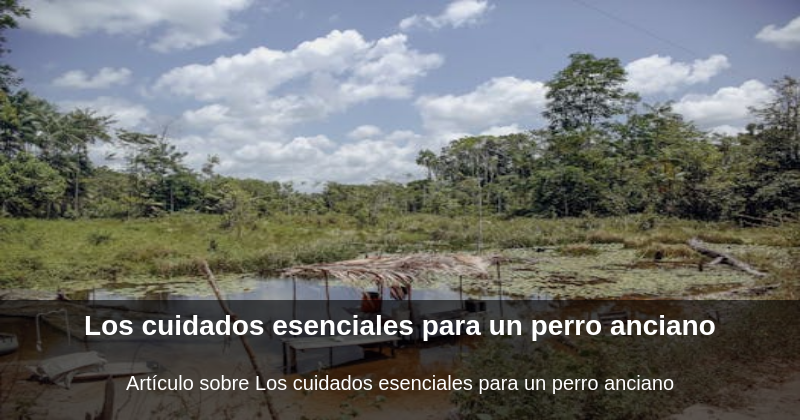 Los cuidados esenciales para un perro anciano
Artículo sobre Los cuidados esenciales para un perro anciano